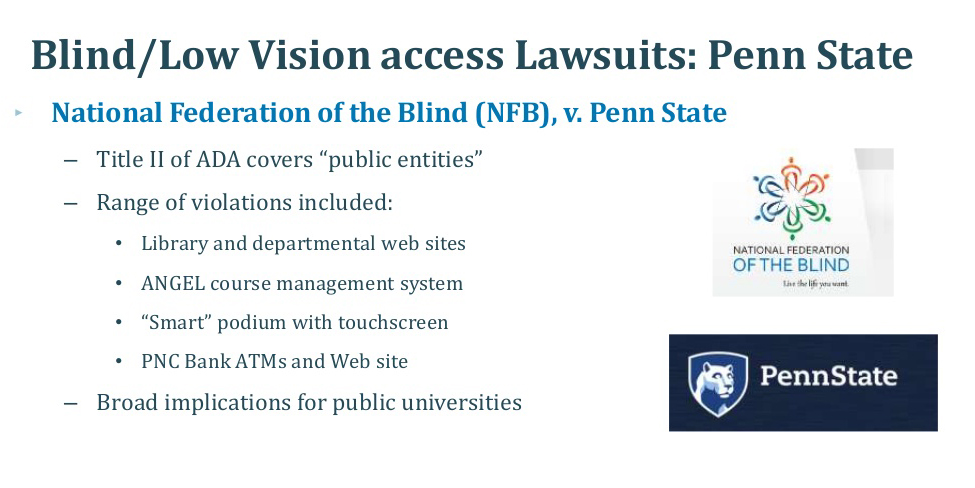 Blind/Low Vision access Lawsuits: Penn State
▸ National Federation of the Blind (NFB), v. Penn State
– Title II of ADA covers “public entities”
– Range of violations included:
• Library and departmental web sites
• ANGEL course management system
• “Smart” podium with touchscreen
• PNC Bank ATMs and Web site
– Broad implications for public universities
NATIONAL FEDERATION
OF THE BLIND
Live the life you want.
PennState